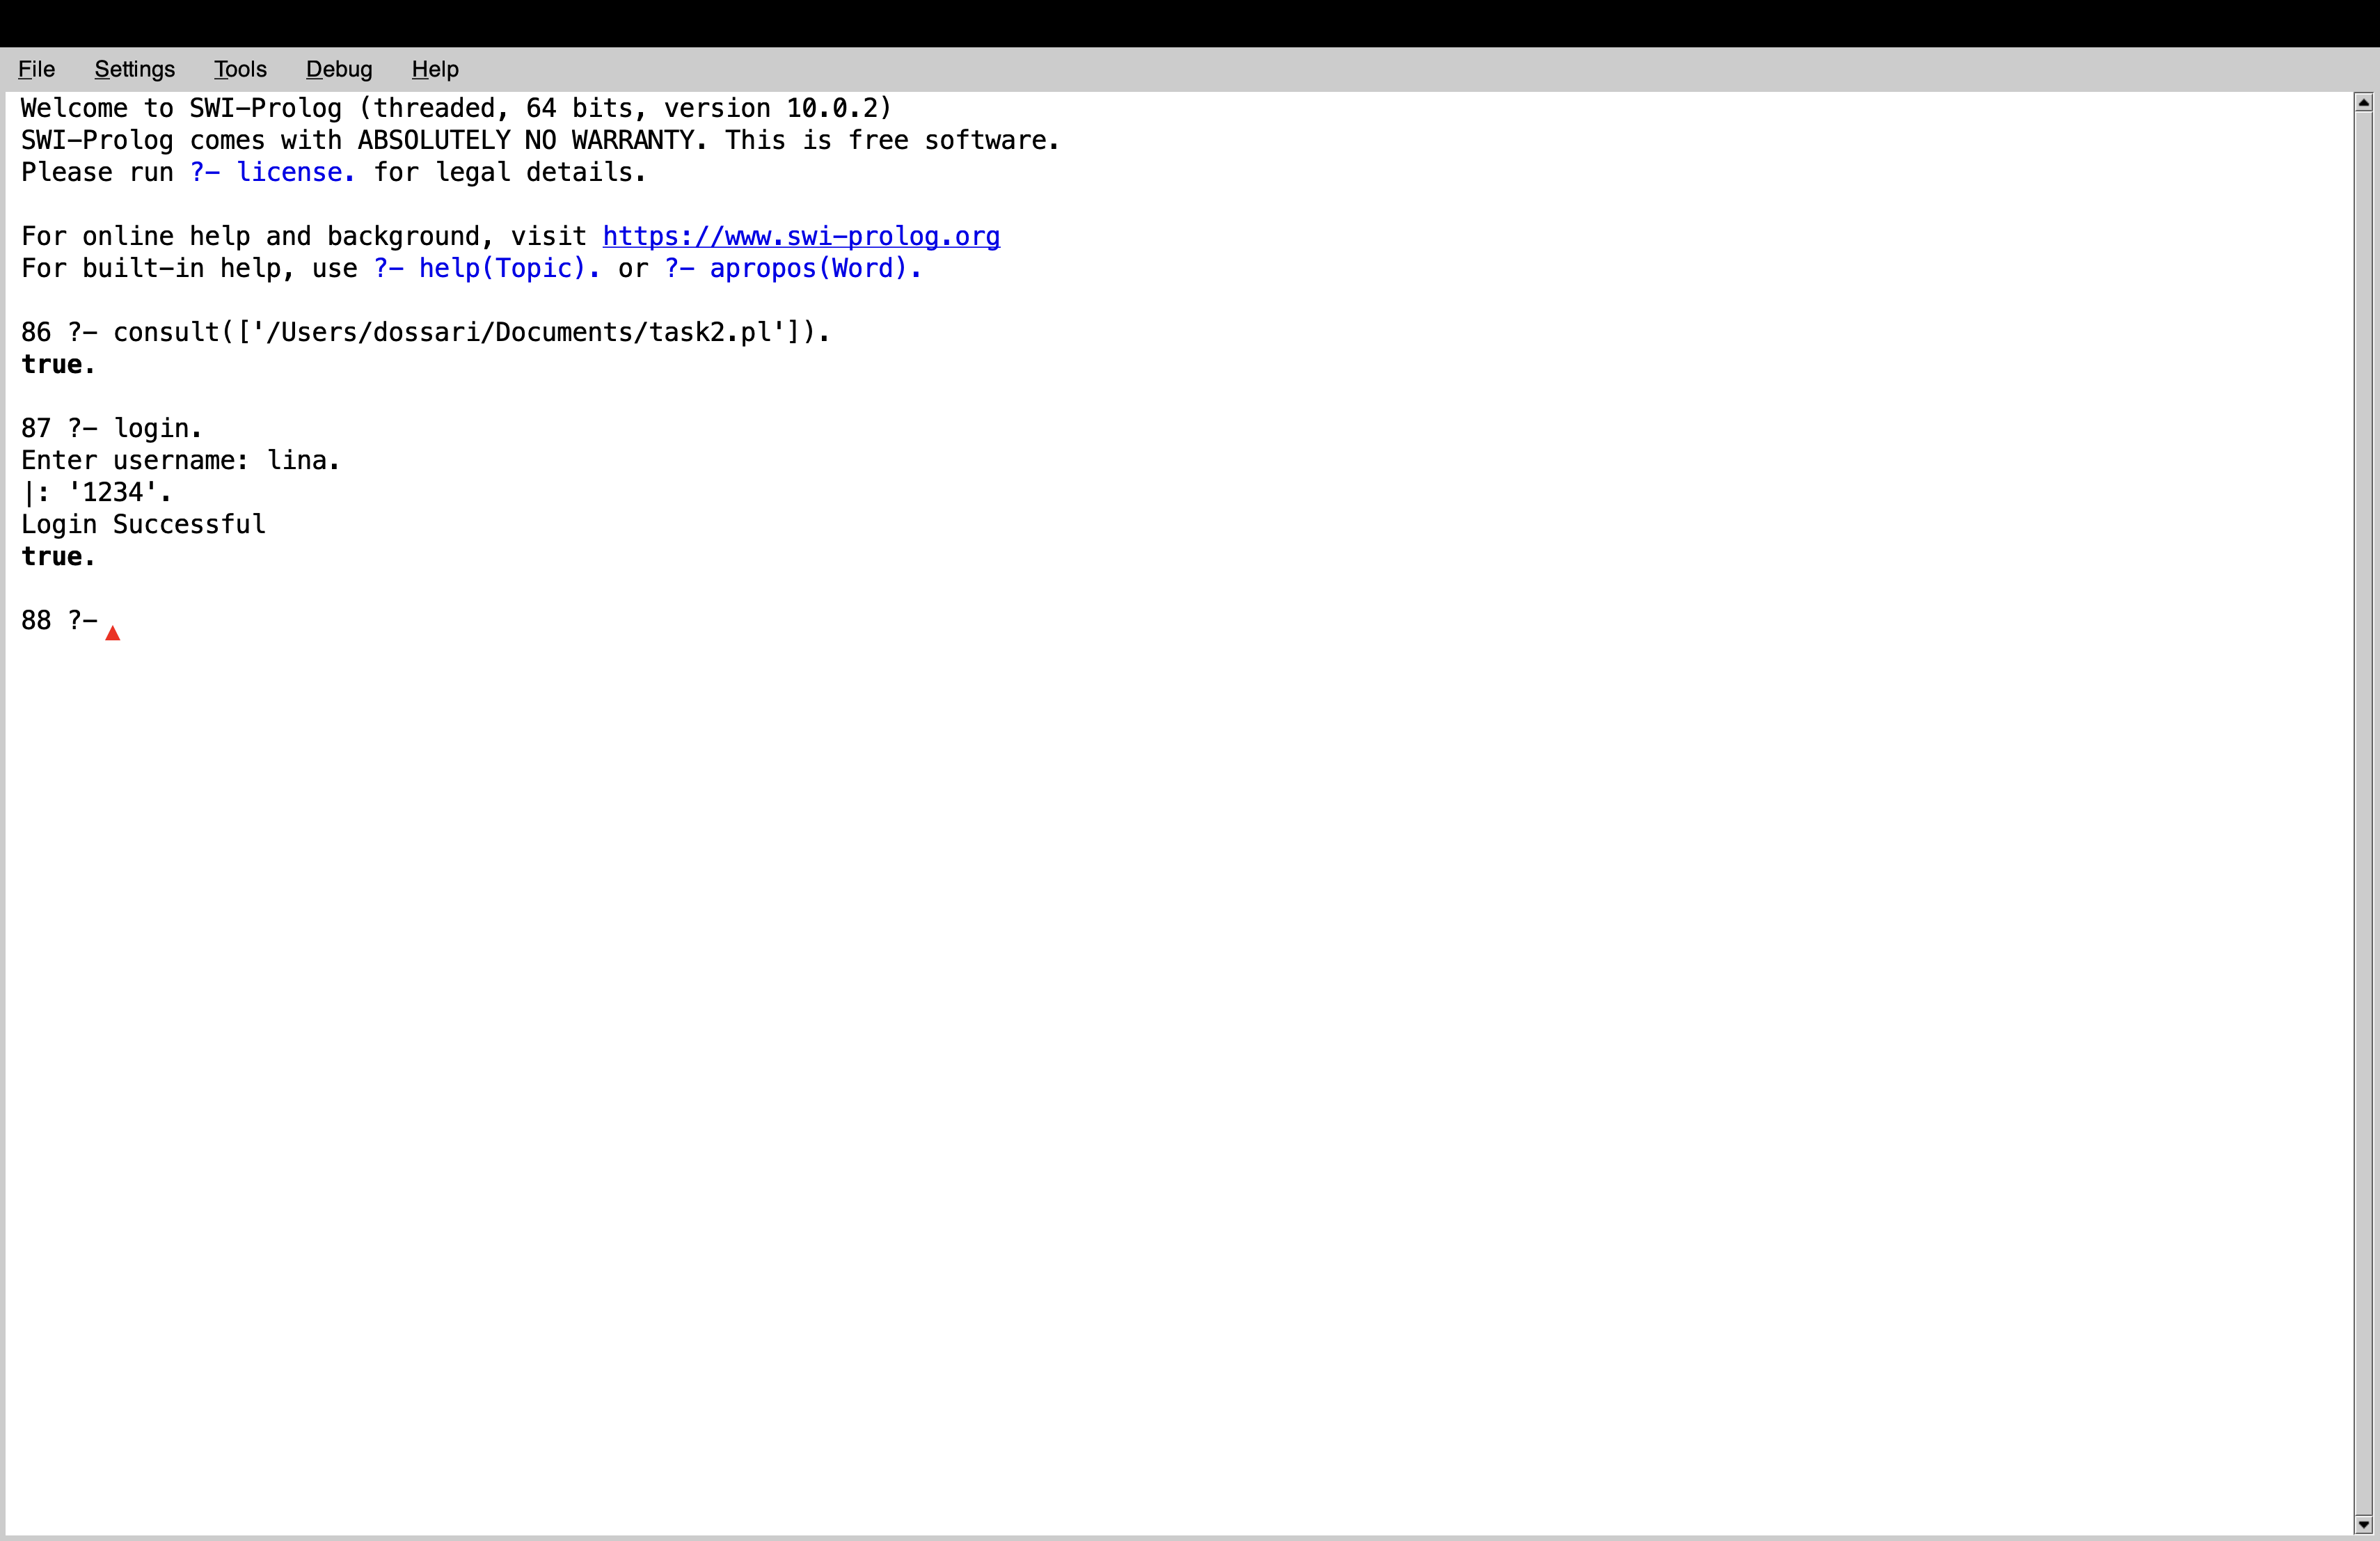 File Settings Tools Debug Help
Welcome to SWI-Prolog (threaded, 64 bits, version 10.0.2)
SWI-Prolog comes with ABSOLUTELY NO WARRANTY. This is free software.
Please run ?- license. for legal details.
For online help and background, visit https://www.swi-prolog.org
For built-in help, use ?- help(Topic). or ?- apropos(Word).
86 ?- consult(['/Users/dossari/Documents/task2.pl']).
true.
87 ?- login.
Enter username: lina.
|: '1234'.
Login Successful
true.
88 ?-